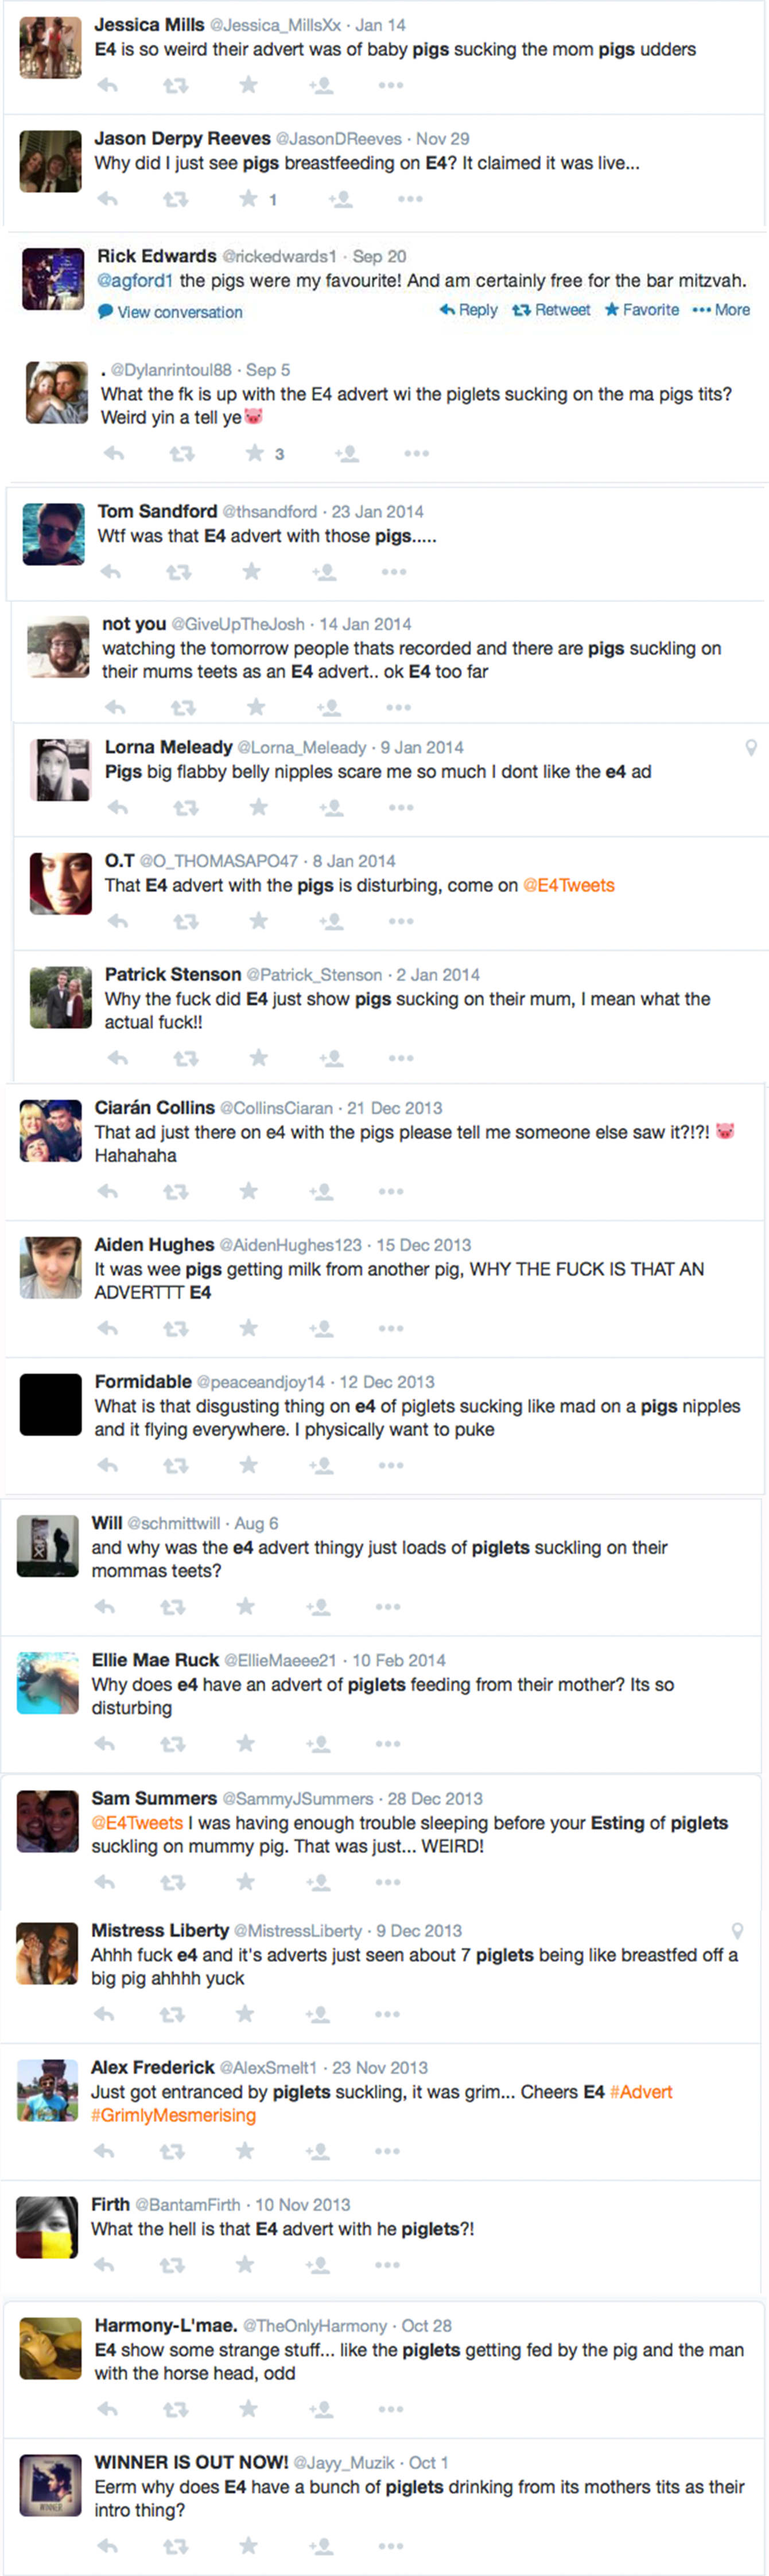 Jessica Mills @Jessica_MillsXx · Jan 14
E4 is so weird their advert was of baby pigs sucking the mom pigs udders
Jason Derpy Reeves @JasonDReeves · Nov 29
Why did I just see pigs breastfeeding on E4? It claimed it was live...
1
Rick Edwards @rickedwards1 · Sep 20
@agford1 the pigs were my favourite! And am certainly free for the bar mitzvah.
View conversation Reply Retweet Favorite More
. @Dylanrintoul88 · Sep 5
What the fk is up with the E4 advert wi the piglets sucking on the ma pigs tits?
Weird yin a tell ye🐷
3
Tom Sandford @thsandford · 23 Jan 2014
Wtf was that E4 advert with those pigs.....
not you @GiveUpTheJosh · 14 Jan 2014
watching the tomorrow people thats recorded and there are pigs suckling on
their mums teets as an E4 advert.. ok E4 too far
Lorna Meleady @Lorna_Meleady · 9 Jan 2014
Pigs big flabby belly nipples scare me so much I dont like the e4 ad
O.T @O_THOMASAPO47 · 8 Jan 2014
That E4 advert with the pigs is disturbing, come on @E4Tweets
Patrick Stenson @Patrick_Stenson · 2 Jan 2014
Why the fuck did E4 just show pigs sucking on their mum, I mean what the
actual fuck!!
Ciarán Collins @CollinsCiaran · 21 Dec 2013
That ad just there on e4 with the pigs please tell me someone else saw it?!?! 🐷
Hahahaha
Aiden Hughes @AidenHughes123 · 15 Dec 2013
It was wee pigs getting milk from another pig, WHY THE FUCK IS THAT AN
ADVERTTT E4
Formidable @peaceandjoy14 · 12 Dec 2013
What is that disgusting thing on e4 of piglets sucking like mad on a pigs nipples
and it flying everywhere. I physically want to puke
Will @schmittwill · Aug 6
and why was the e4 advert thingy just loads of piglets suckling on their
mommas teets?
Ellie Mae Ruck @EllieMaeee21 · 10 Feb 2014
Why does e4 have an advert of piglets feeding from their mother? Its so
disturbing
Sam Summers @SammyJSummers · 28 Dec 2013
@E4Tweets I was having enough trouble sleeping before your Esting of piglets
suckling on mummy pig. That was just... WEIRD!
Mistress Liberty @MistressLiberty · 9 Dec 2013
Ahhh fuck e4 and it's adverts just seen about 7 piglets being like breastfed off a
big pig ahhhh yuck
Alex Frederick @AlexSmelt1 · 23 Nov 2013
Just got entranced by piglets suckling, it was grim... Cheers E4 #Advert
#GrimlyMesmerising
Firth @BantamFirth · 10 Nov 2013
What the hell is that E4 advert with he piglets?!
Harmony-L'mae. @TheOnlyHarmony · Oct 28
E4 show some strange stuff... like the piglets getting fed by the pig and the man
with the horse head, odd
WINNER IS OUT NOW! @Jayy_Muzik · Oct 1
Eerm why does E4 have a bunch of piglets drinking from its mothers tits as their
intro thing?
WINNER